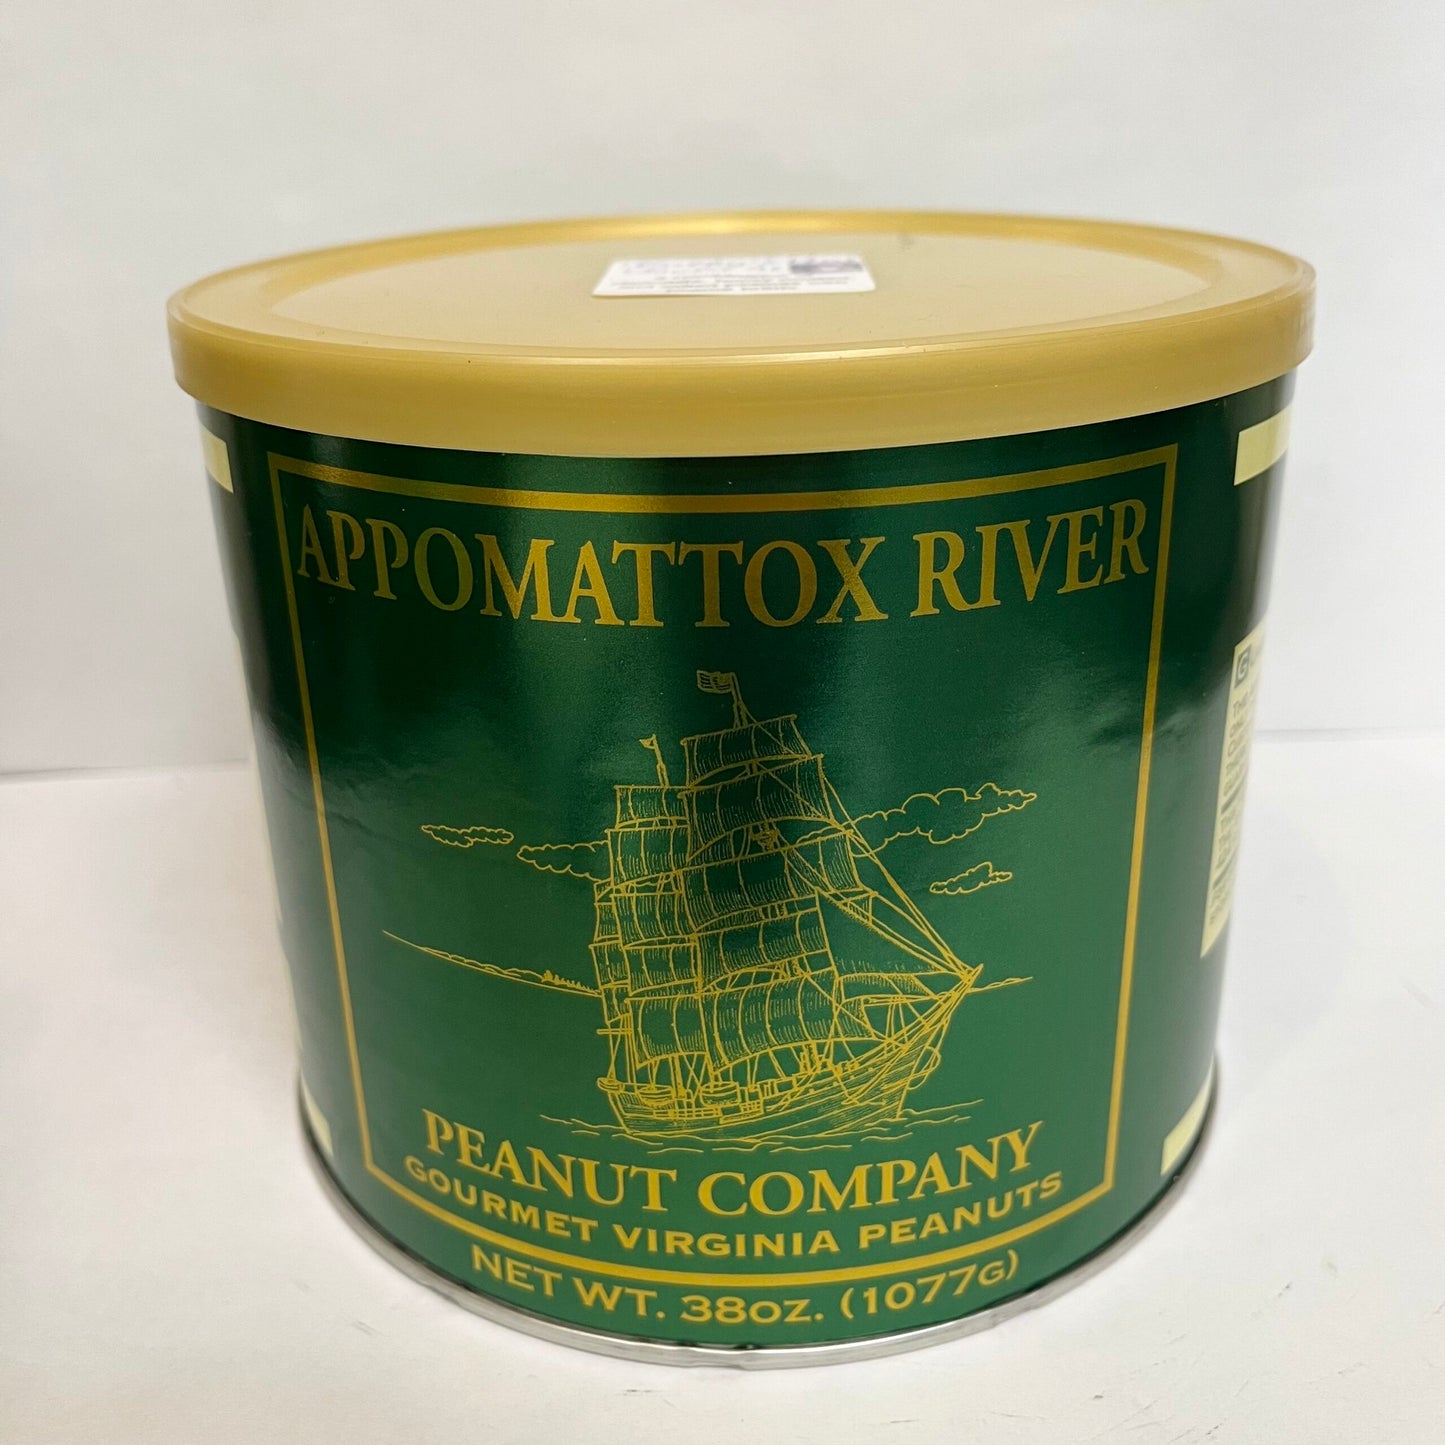 APPOMATTOX RIVER
PEANUT COMPANY
GOURMET VIRGINIA PEANUTS
NET WT. 38OZ. (1077G)